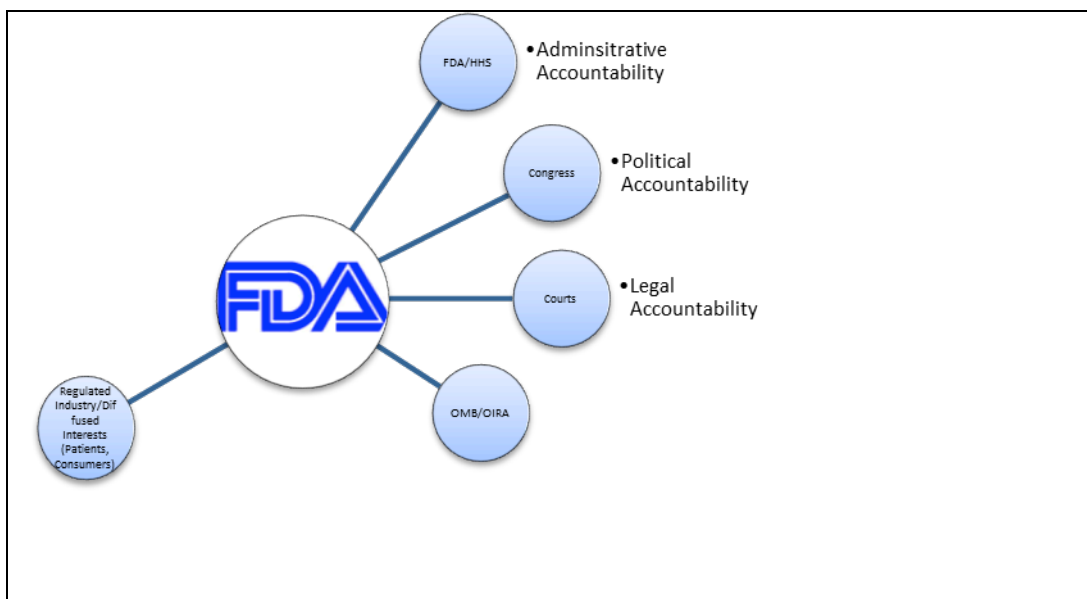 FDA/HHS
•Adminsitrative
Accountability
Congress
•Political
Accountability
FDA
Courts
•Legal
Accountability
Regulated
Industry/Dif
fused
Interests
(Patients,
Consumers)
OMB/OIRA